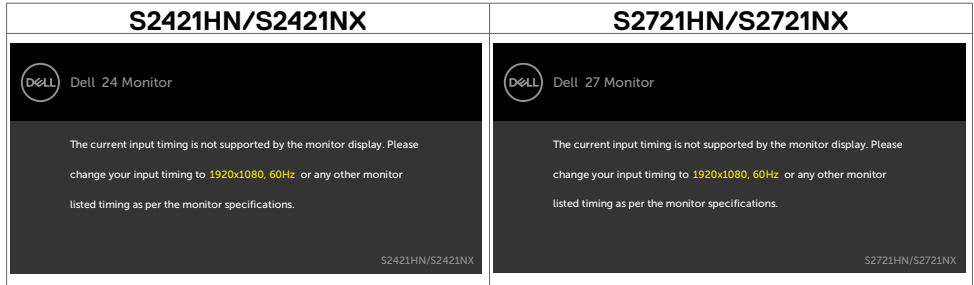 S2421HN/S2421NX
S2721HN/S2721NX
DELL Dell 24 Monitor
The current input timing is not supported by the monitor display. Please
change your input timing to 1920x1080, 60Hz or any other monitor
listed timing as per the monitor specifications.
S2421HN/S2421NX
DELL Dell 27 Monitor
The current input timing is not supported by the monitor display. Please
change your input timing to 1920x1080, 60Hz or any other monitor
listed timing as per the monitor specifications.
S2721HN/S2721NX